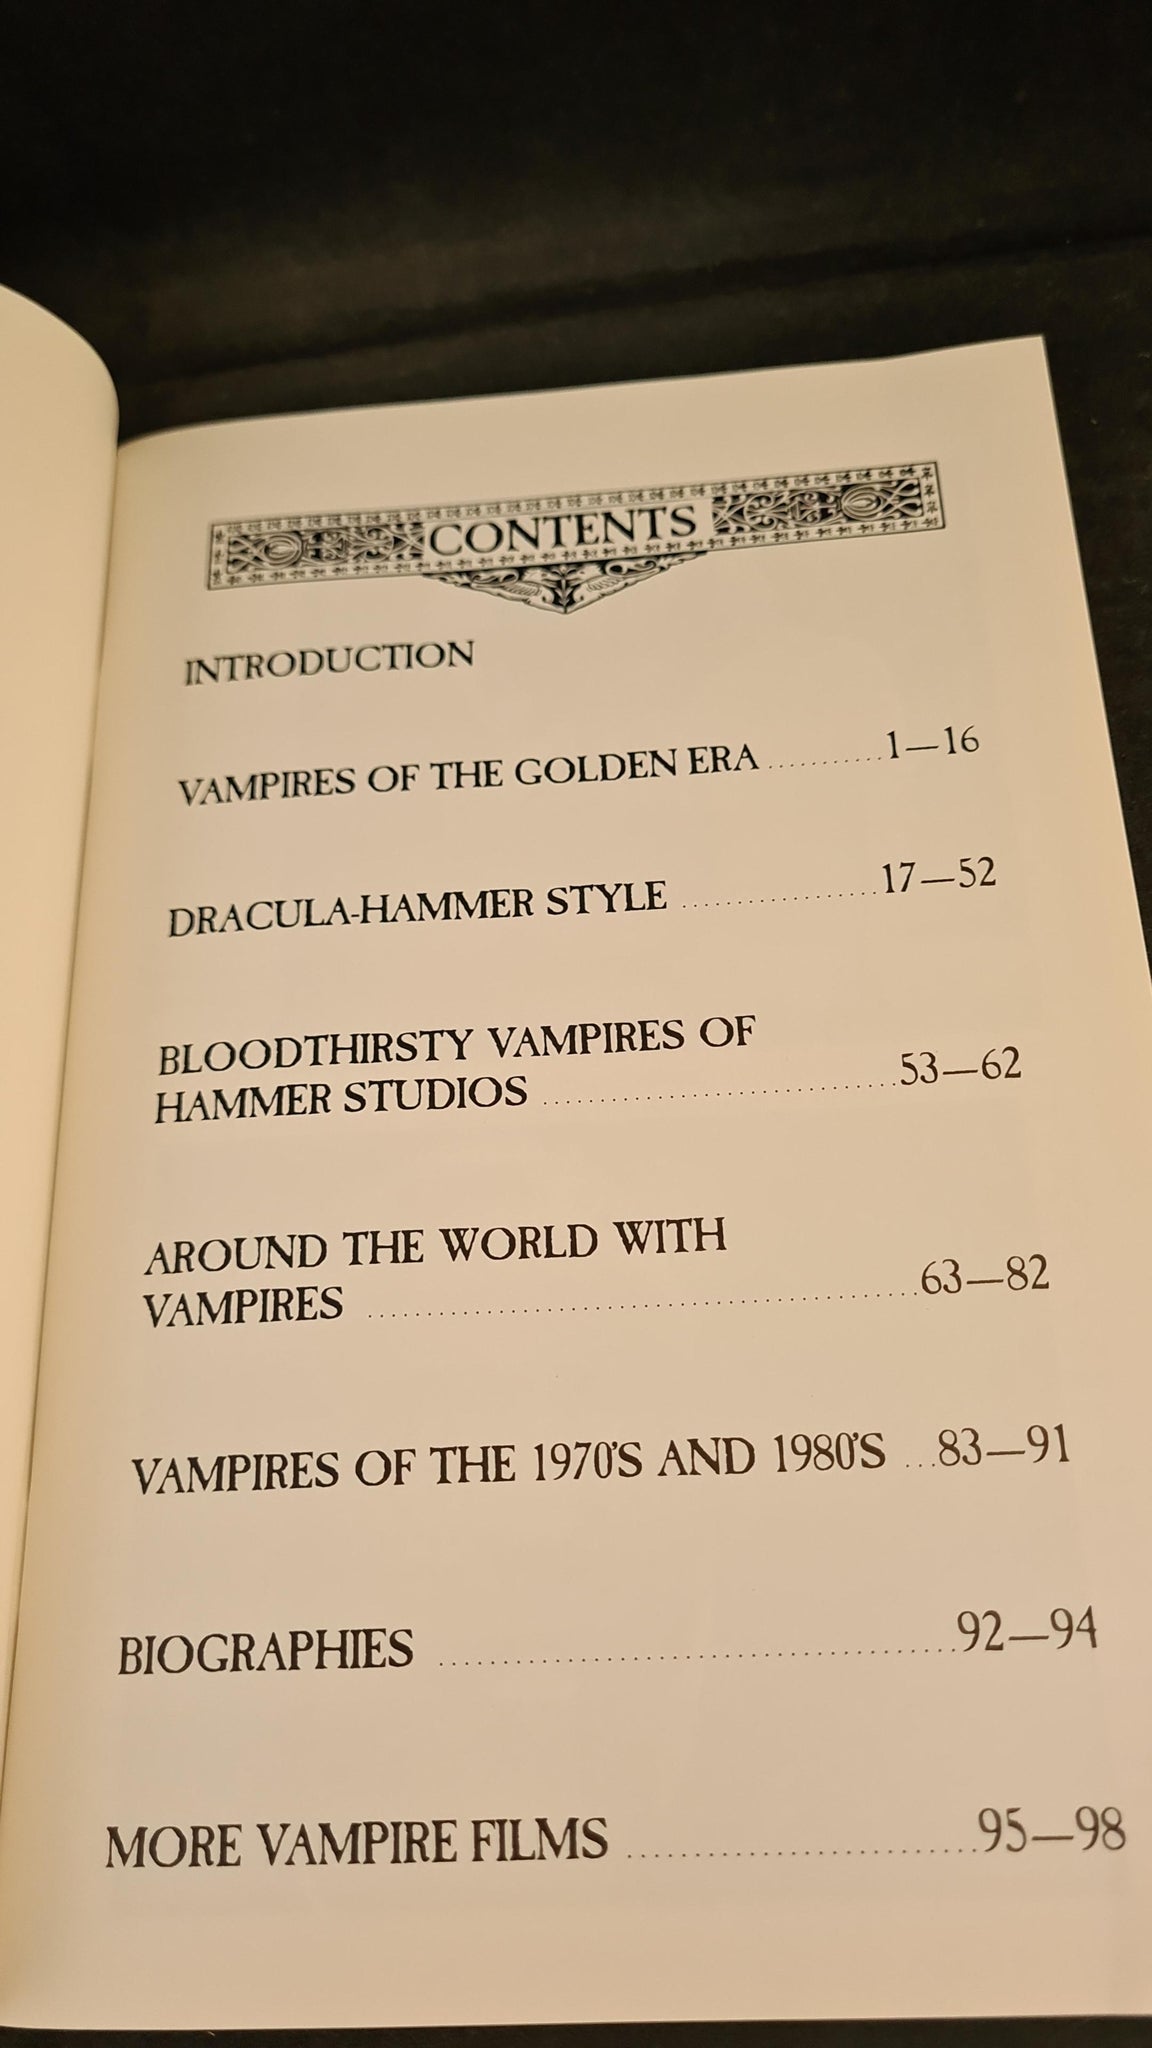 CONTENTS
INTRODUCTION
VAMPIRES OF THE GOLDEN ERA ...........1—16
DRACULA-HAMMER STYLE ..................17—52
BLOODTHIRSTY VAMPIRES OF
HAMMER STUDIOS ..............................53—62
AROUND THE WORLD WITH
VAMPIRES .............................................63—82
VAMPIRES OF THE 1970'S AND 1980'S ...83—91
BIOGRAPHIES .......................................92—94
MORE VAMPIRE FILMS ........................95—98